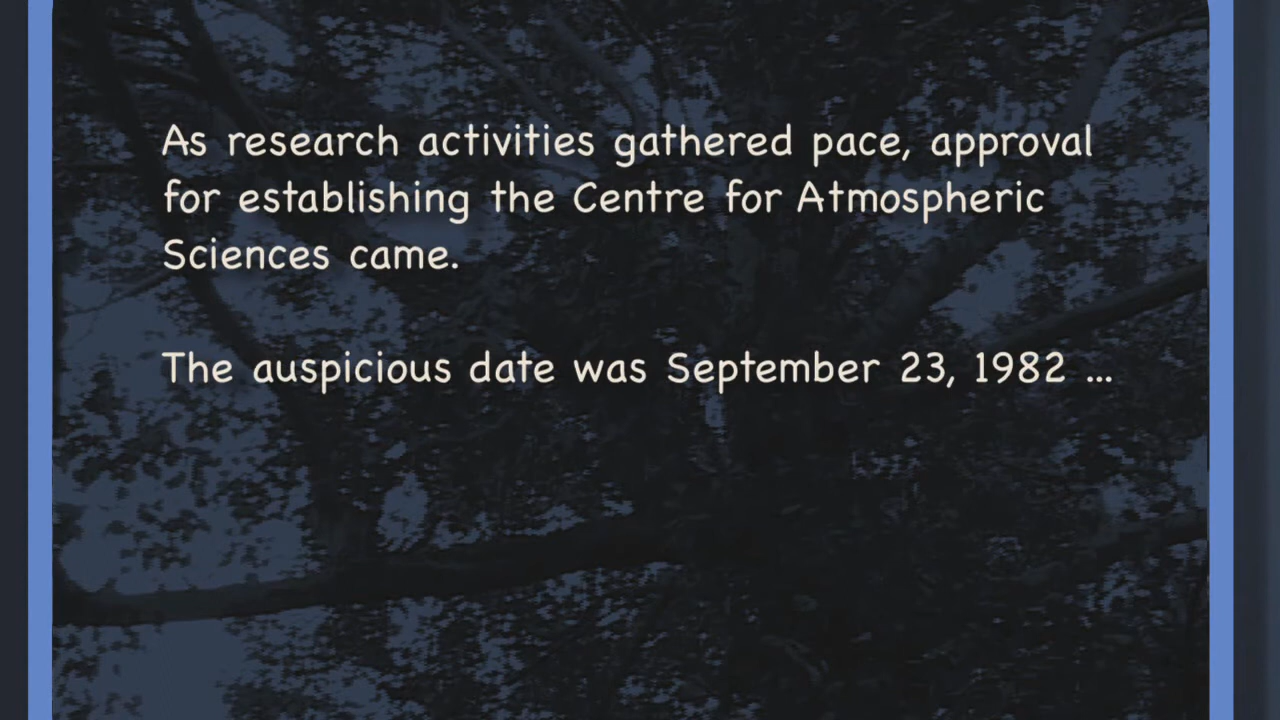 As research activities gathered pace, approval
for establishing the Centre for Atmospheric
Sciences came.
The auspicious date was September 23, 1982 ...